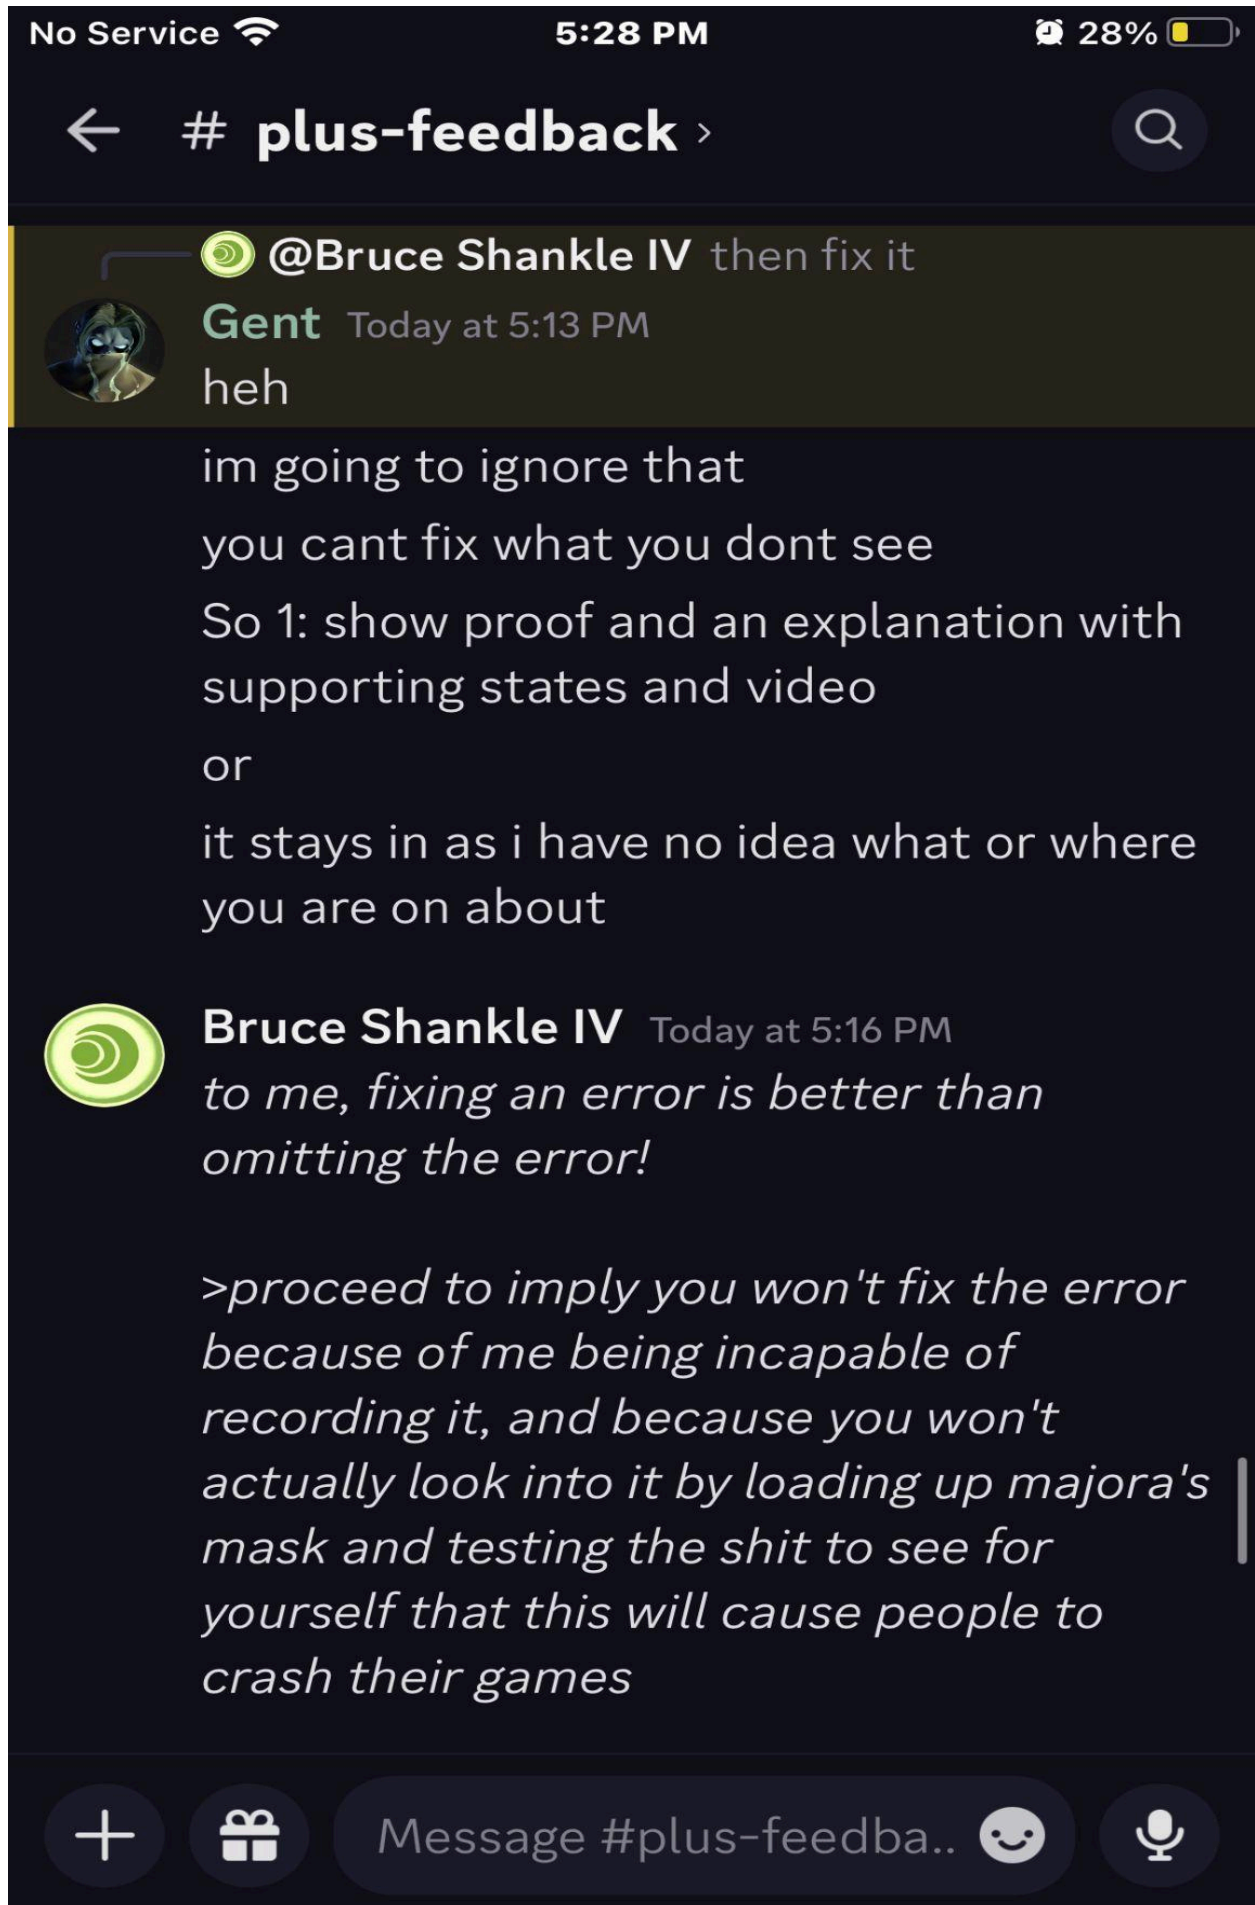 No Service 5:28 PM 28%
# plus-feedback ›
@Bruce Shankle IV then fix it
Gent Today at 5:13 PM
heh
im going to ignore that
you cant fix what you dont see
So 1: show proof and an explanation with
supporting states and video
or
it stays in as i have no idea what or where
you are on about
Bruce Shankle IV Today at 5:16 PM
to me, fixing an error is better than
omitting the error!
>proceed to imply you won't fix the error
because of me being incapable of
recording it, and because you won't
actually look into it by loading up majora's
mask and testing the shit to see for
yourself that this will cause people to
crash their games
Message #plus-feedba..